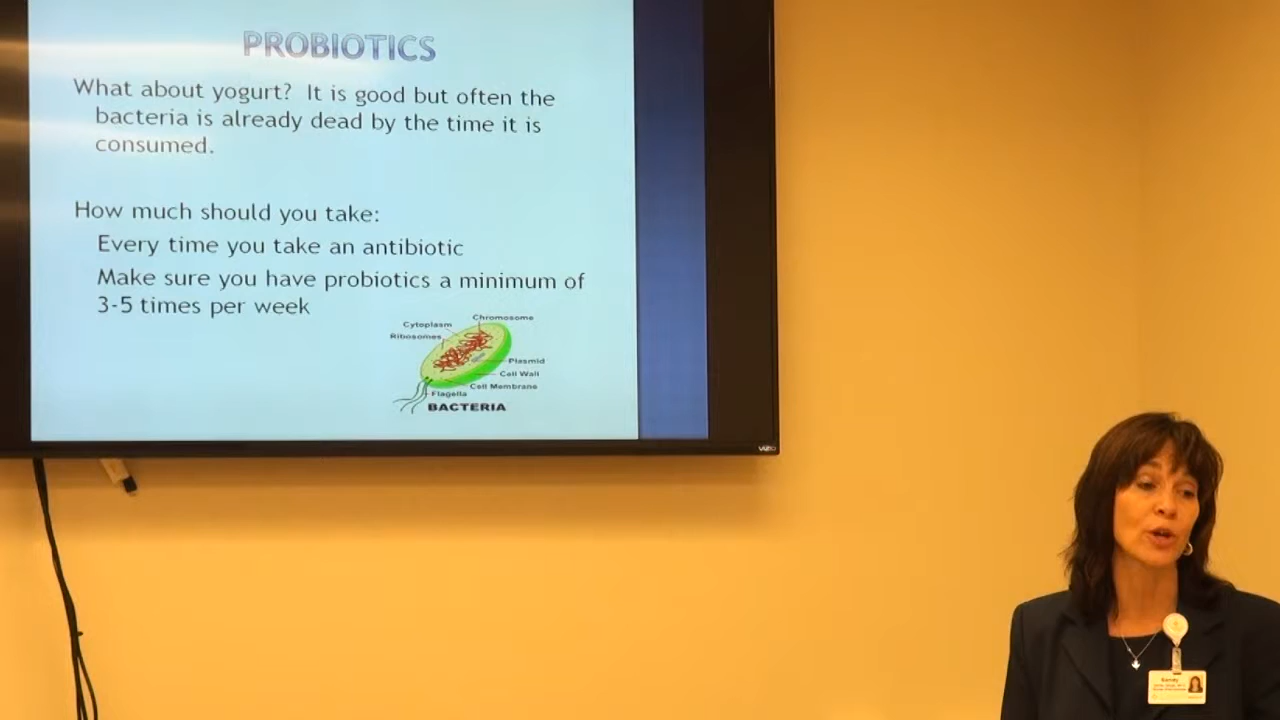 PROBIOTICS
What about yogurt? It is good but often the
bacteria is already dead by the time it is
consumed.
How much should you take:
Every time you take an antibiotic
Make sure you have probiotics a minimum of
3-5 times per week
Chromosome
Cytoplasm
Ribosomes
Plasmid
Cell Wall
Cell Membrane
Flagella
BACTERIA
VIZIO
Sandy